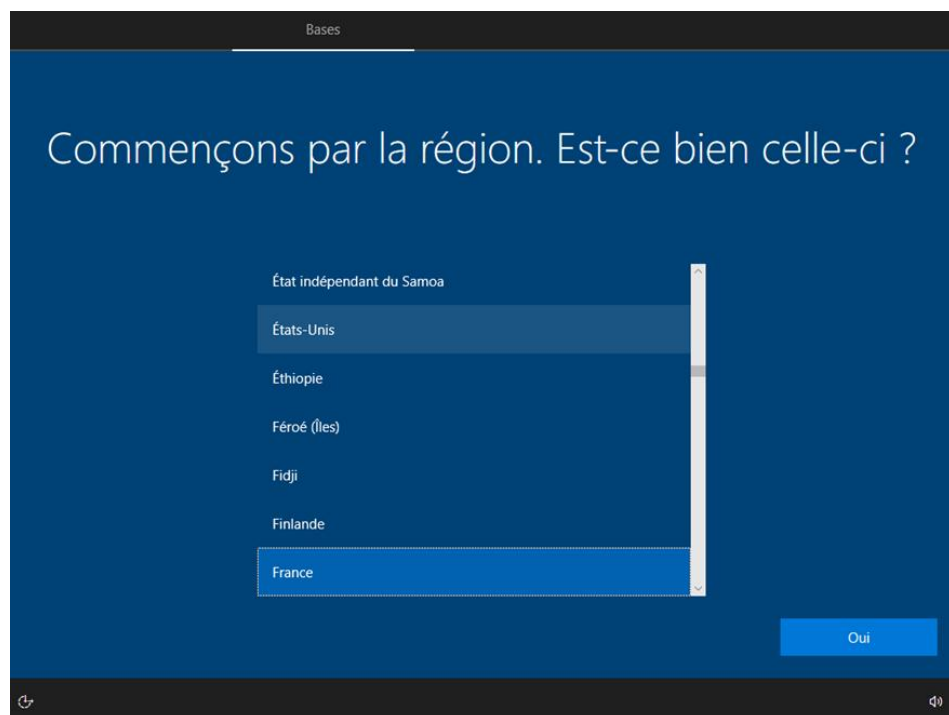 Bases
Commençons par la région. Est-ce bien celle-ci ?
État indépendant du Samoa
États-Unis
Éthiopie
Féroé (Îles)
Fidji
Finlande
France
Oui